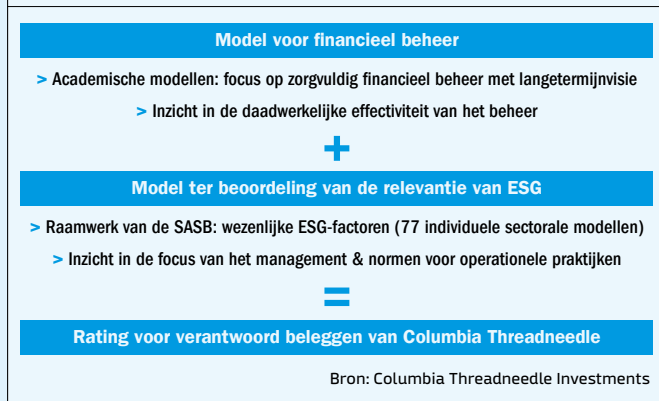 Model voor financieel beheer
> Academische modellen: focus op zorgvuldig financieel beheer met langetermijnvisie
> Inzicht in de daadwerkelijke effectiviteit van het beheer
+
Model ter beoordeling van de relevantie van ESG
> Raamwerk van de SASB: wezenlijke ESG-factoren (77 individuele sectorale modellen)
> Inzicht in de focus van het management & normen voor operationele praktijken
=
Rating voor verantwoord beleggen van Columbia Threadneedle
Bron: Columbia Threadneedle Investments